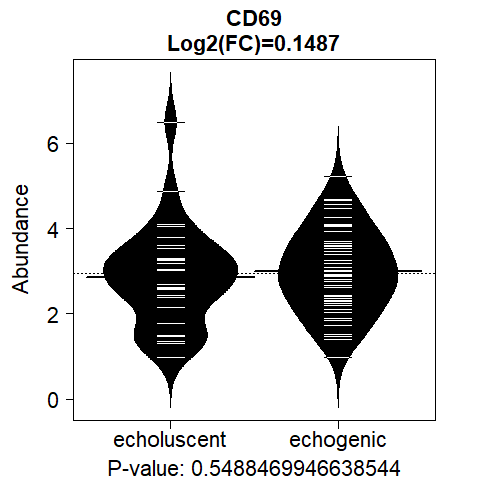 CD69
Log2(FC)=0.1487
Abundance
6
4
2
0
echoluscent echogenic
P-value: 0.5488469946638544